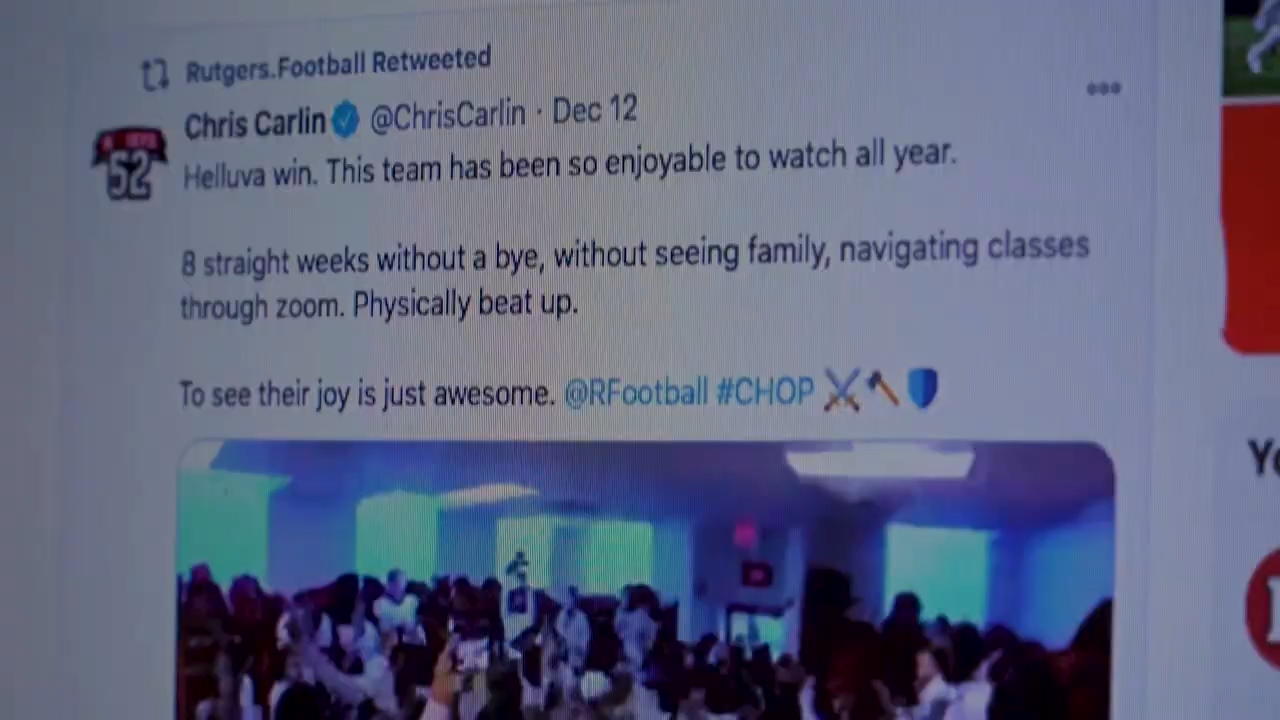 Rutgers.Football Retweeted
Chris Carlin @ChrisCarlin · Dec 12
Helluva win. This team has been so enjoyable to watch all year.
8 straight weeks without a bye, without seeing family, navigating classes
through zoom. Physically beat up.
To see their joy is just awesome. @RFootball #CHOP
52